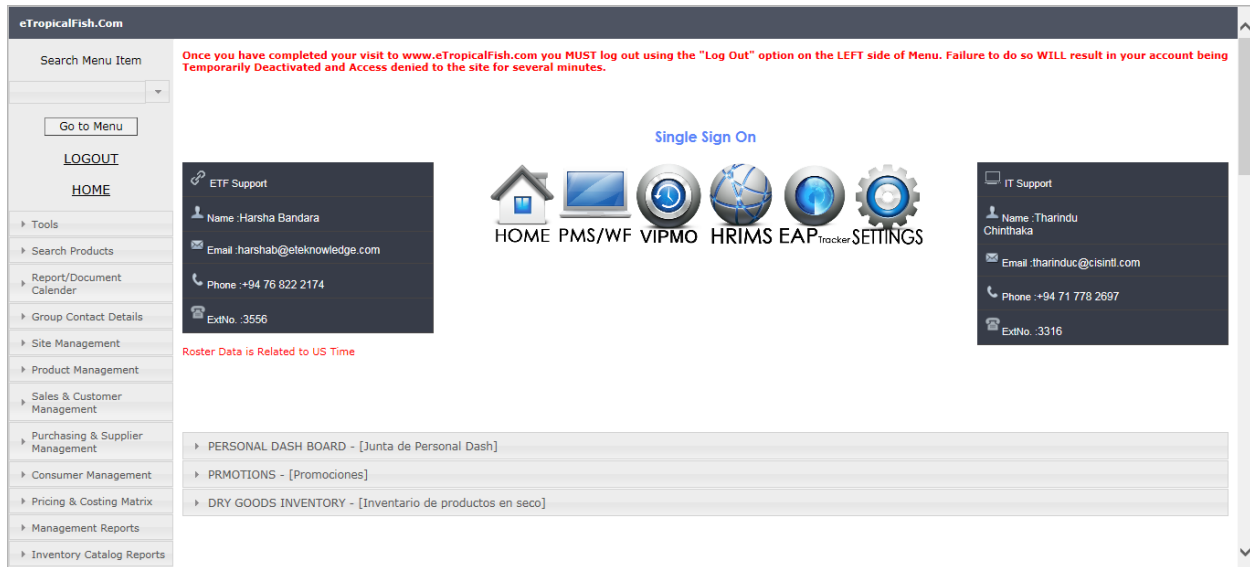 eTropicalFish.Com
Search Menu Item
Go to Menu
LOGOUT
HOME
Tools
Search Products
Report/Document
Calender
Group Contact Details
Site Management
Product Management
Sales & Customer
Management
Purchasing & Supplier
Management
Consumer Management
Pricing & Costing Matrix
Management Reports
Inventory Catalog Reports
Once you have completed your visit to www.eTropicalFish.com you MUST log out using the "Log Out" option on the LEFT side of Menu. Failure to do so WILL result in your account being
Temporarily Deactivated and Access denied to the site for several minutes.
Single Sign On
ETF Support
Name :Harsha Bandara
Email :harshab@eteknowledge.com
Phone :+94 76 822 2174
ExtNo. :3556
HOME PMS/WF VIPMO HRIMS EAPTracker SETTINGS
IT Support
Name :Tharindu
Chinthaka
Email :tharinduc@cisintl.com
Phone :+94 71 778 2697
ExtNo. :3316
Roster Data is Related to US Time
PERSONAL DASH BOARD - [Junta de Personal Dash]
PRMOTIONS - [Promociones]
DRY GOODS INVENTORY - [Inventario de productos en seco]